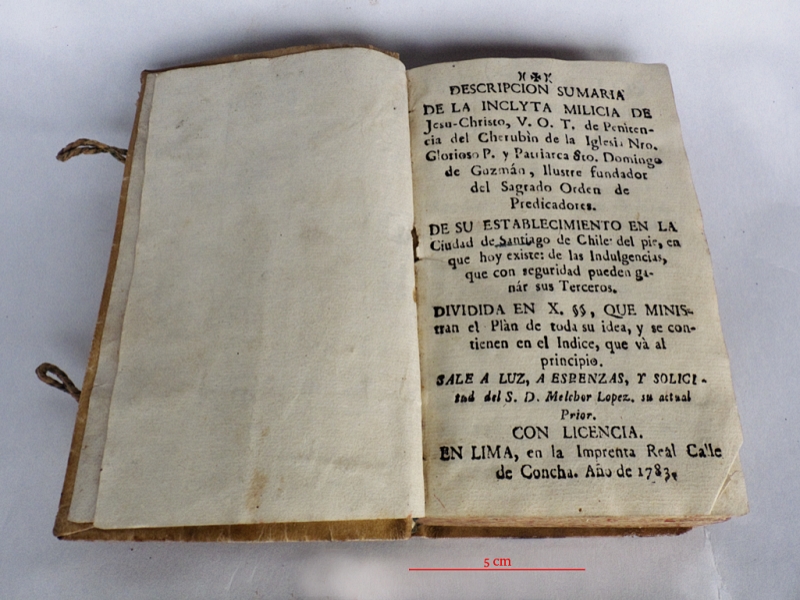 DESCRIPCION SUMARIA
DE LA INCLYTA MILICIA DE
Jesu-Christo, V. O. T. de Peniten-
cia del Cherubin de la Iglesia Nro.
Glorioso P. y Patriarca Sto. Domingo
de Guzmán, Ilustre fundador
del Sagrado Orden de
Predicadores.
DE SU ESTABLECIMIENTO EN LA
Ciudad de Santiago de Chile: del pie, en
que hoy existe: de las Indulgencias,
que con seguridad pueden ga-
nár sus Terceros.
DIVIDIDA EN X. §§, QUE MINIS-
tran el Plàn de toda su idea, y se con-
tienen en el Indice, que và al
principio.
SALE A LUZ, A ESPENZAS, Y SOLICI-
tud del S. D. Melchor Lopez. su actual
Prior.
CON LICENCIA.
EN LIMA, en la Imprenta Real Calle
de Concha. Año de 1783.
5 cm